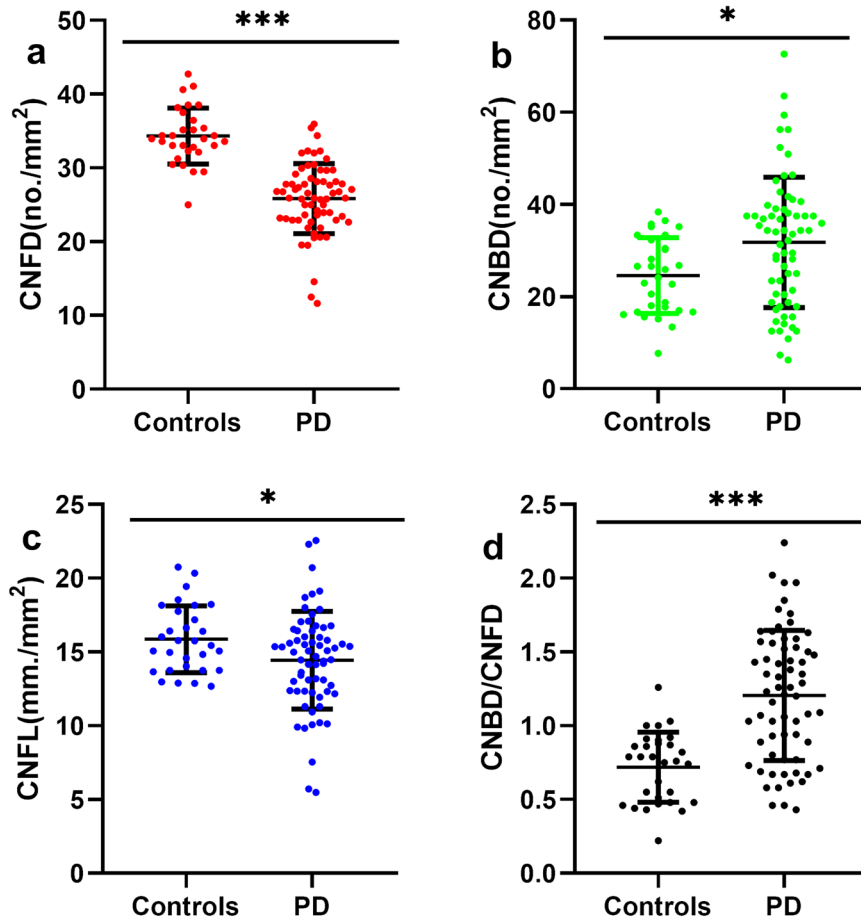 a
***
50
40
30
20
10
0
CNFD(no./mm²)
Controls PD
b
*
80
60
40
20
0
CNBD(no./mm²)
Controls PD
c
*
25
20
15
10
5
0
CNFL(mm./mm²)
Controls PD
d
***
2.5
2.0
1.5
1.0
0.5
0.0
CNBD/CNFD
Controls PD